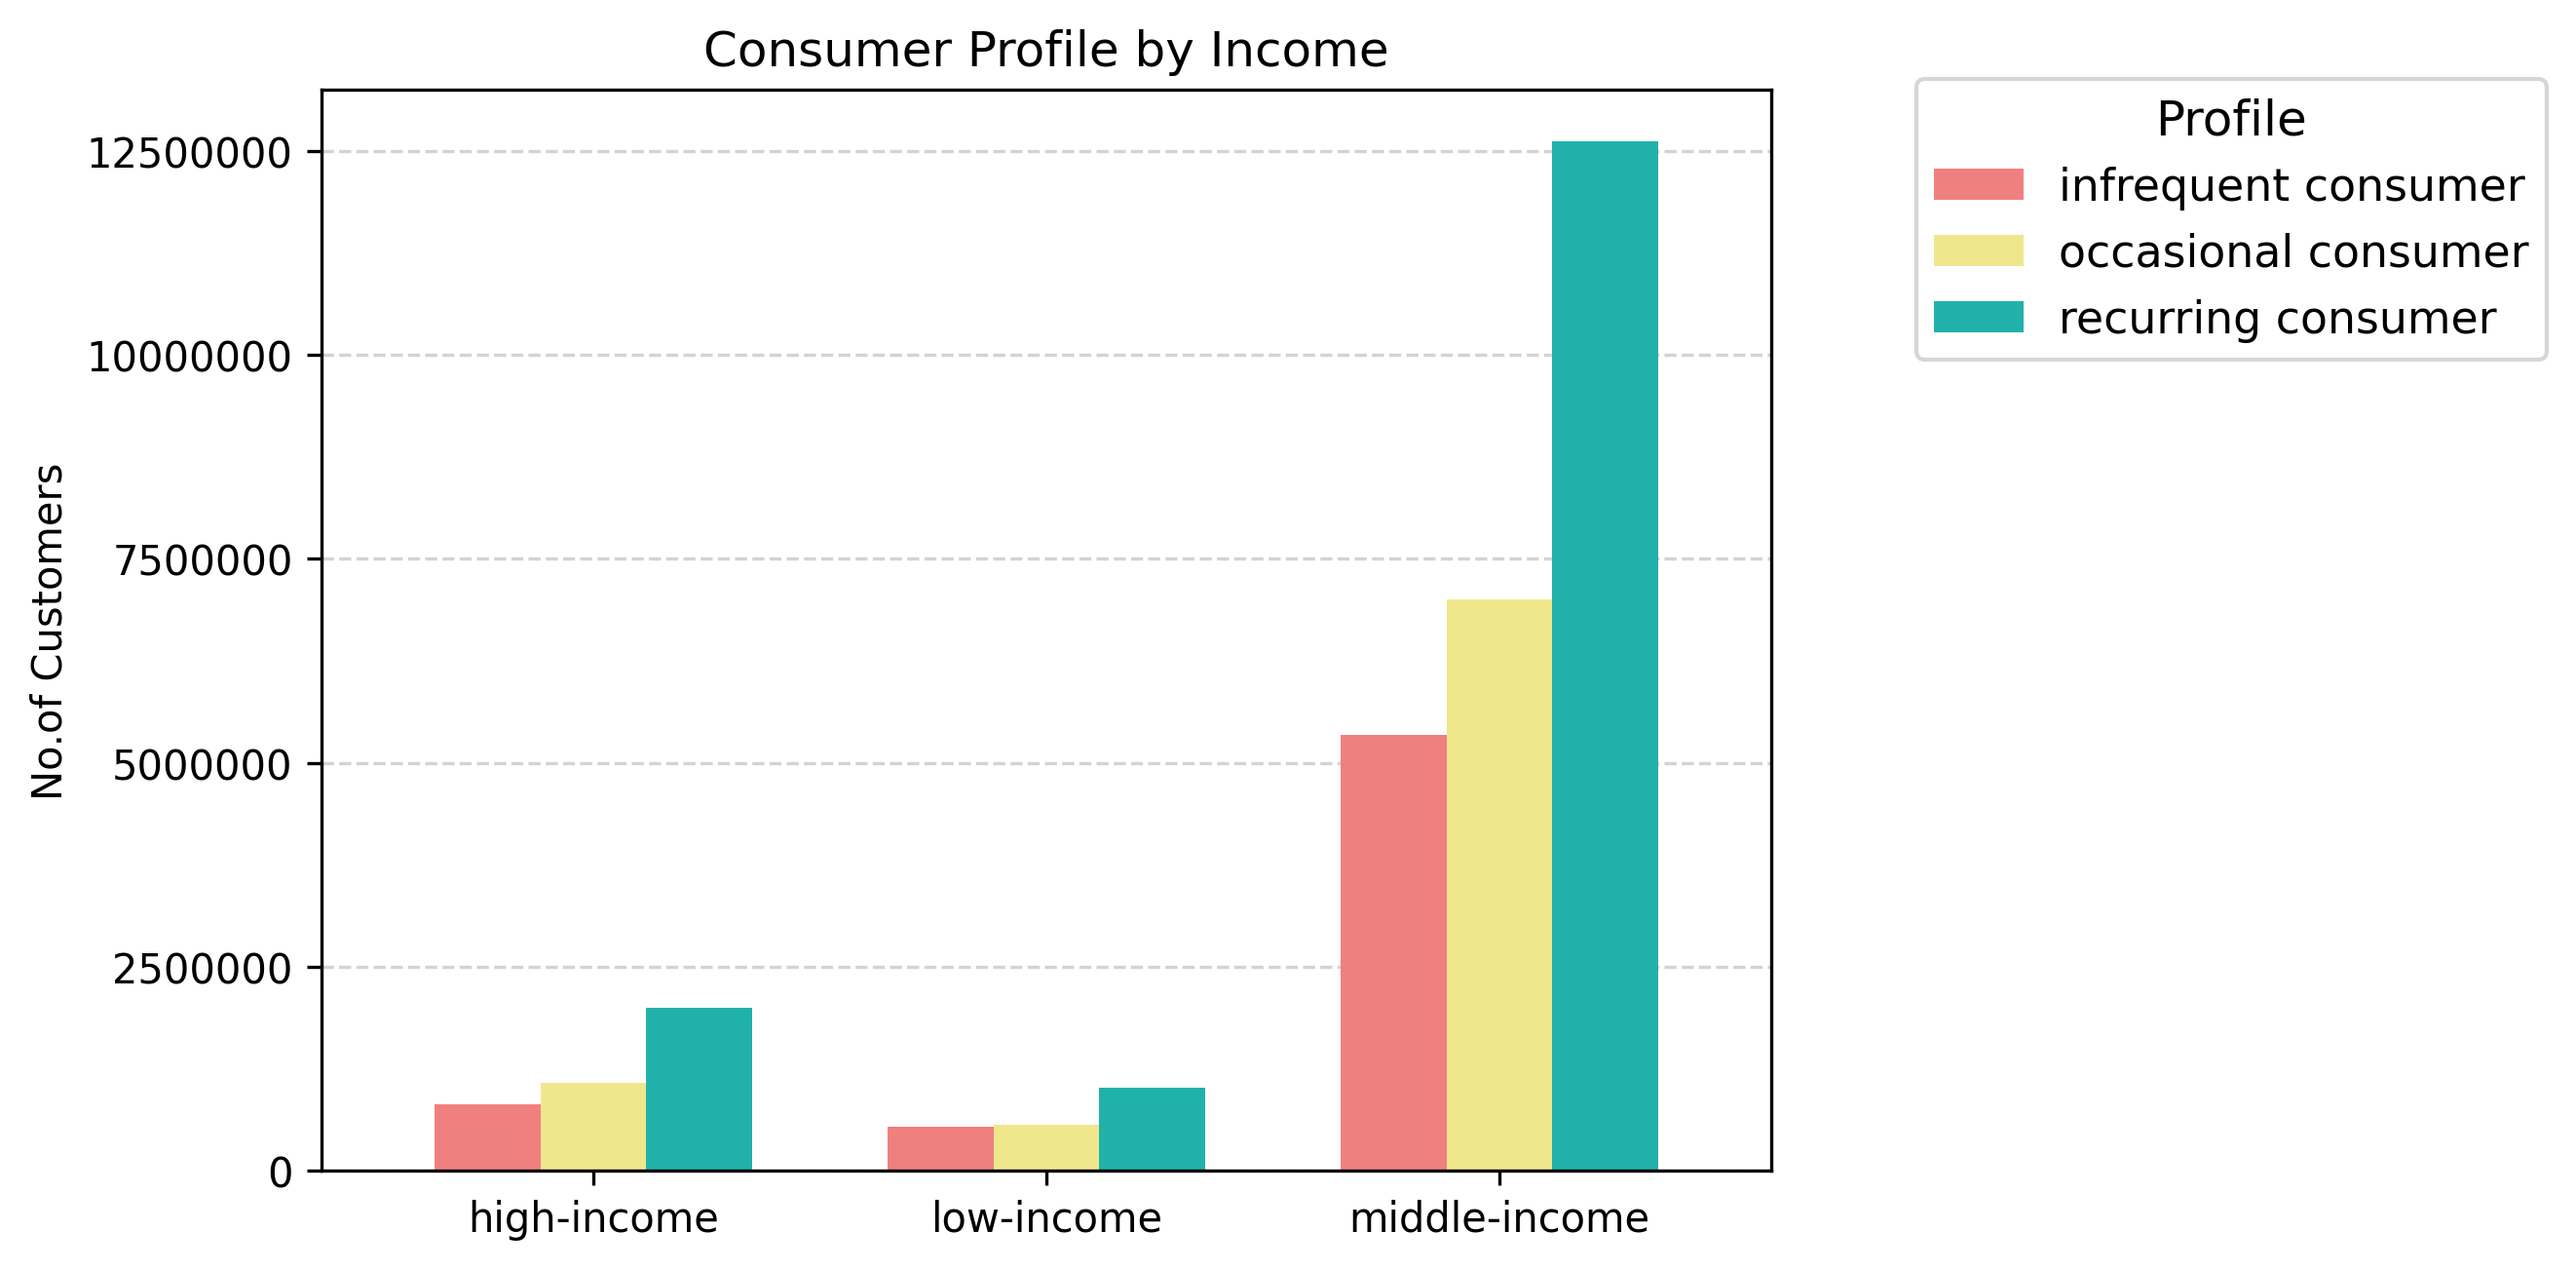 Consumer Profile by Income
No.of Customers
12500000
10000000
7500000
5000000
2500000
0
high-income
low-income
middle-income
Profile
infrequent consumer
occasional consumer
recurring consumer